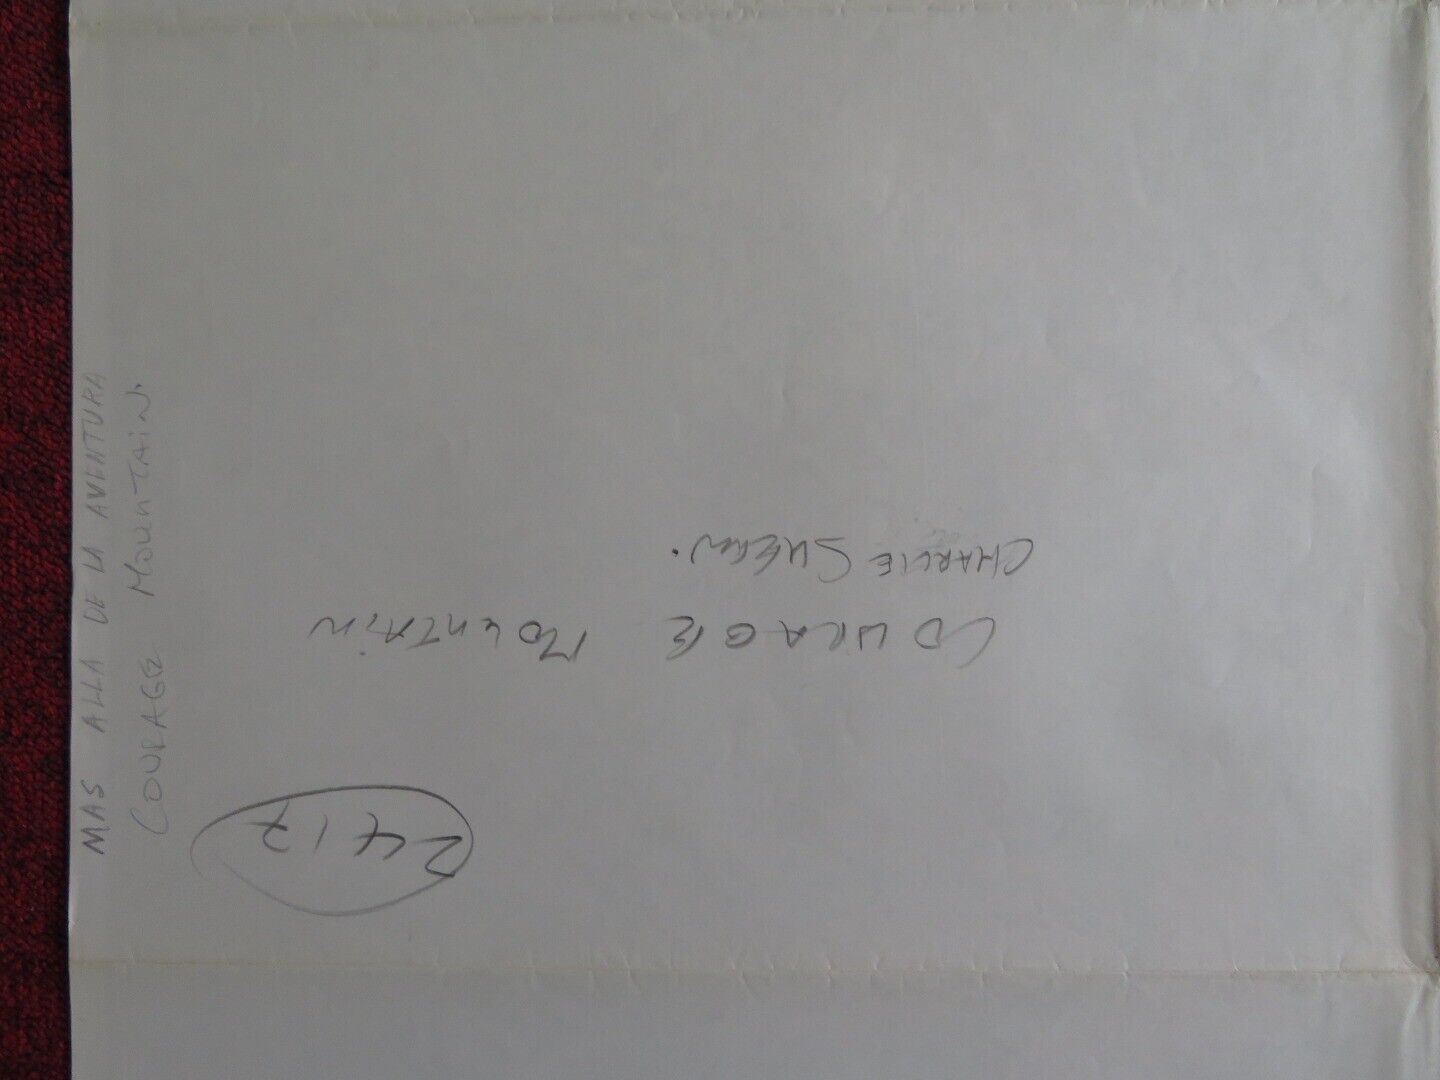 MAS ALLA DE LA AVENTURA
COURAGE MOUNTAIN.
2417
COURAGE MOUNTAIN
CHARLIE SHEEN.